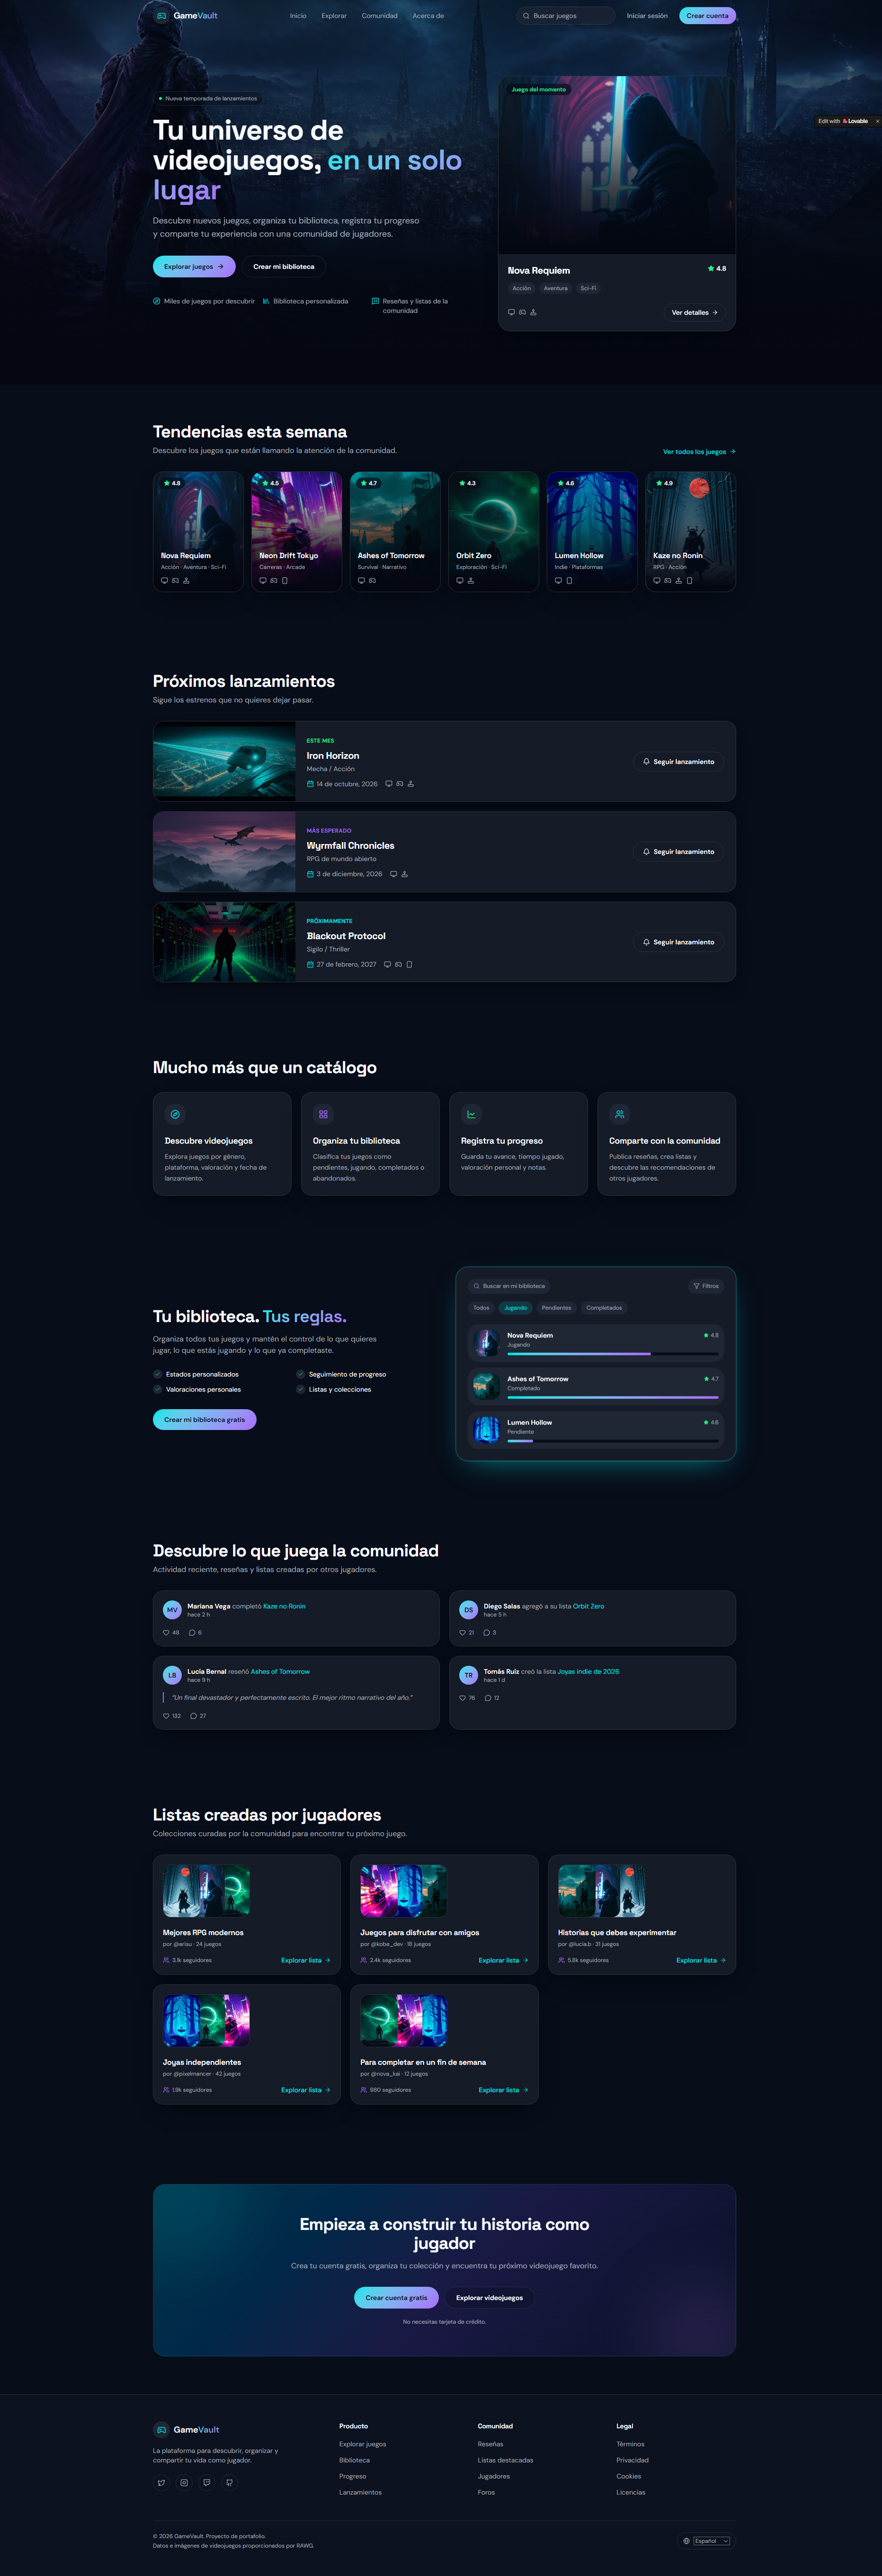 GameVault
Inicio Explorar Comunidad Acerca de
Buscar juegos
Iniciar sesión
Crear cuenta
Edit with Lovable ×
Nueva temporada de lanzamientos
Tu universo de
videojuegos, en un solo
lugar
Descubre nuevos juegos, organiza tu biblioteca, registra tu progreso
y comparte tu experiencia con una comunidad de jugadores.
Explorar juegos →
Crear mi biblioteca
Miles de juegos por descubrir
Biblioteca personalizada
Reseñas y listas de la
comunidad
Juego del momento
Nova Requiem
4.8
Acción Aventura Sci-Fi
Ver detalles →
Tendencias esta semana
Descubre los juegos que están llamando la atención de la comunidad.
Ver todos los juegos →
4.8
Nova Requiem
Acción · Aventura · Sci-Fi
4.5
Neon Drift Tokyo
Carreras · Arcade
4.7
Ashes of Tomorrow
Survival · Narrativo
4.3
Orbit Zero
Exploración · Sci-Fi
4.6
Lumen Hollow
Indie · Plataformas
4.9
Kaze no Ronin
RPG · Acción
Próximos lanzamientos
Sigue los estrenos que no quieres dejar pasar.
ESTE MES
Iron Horizon
Mecha / Acción
14 de octubre, 2026
Seguir lanzamiento
MÁS ESPERADO
Wyrmfall Chronicles
RPG de mundo abierto
3 de diciembre, 2026
Seguir lanzamiento
PRÓXIMAMENTE
Blackout Protocol
Sigilo / Thriller
27 de febrero, 2027
Seguir lanzamiento
Mucho más que un catálogo
Descubre videojuegos
Explora juegos por género,
plataforma, valoración y fecha de
lanzamiento.
Organiza tu biblioteca
Clasifica tus juegos como
pendientes, jugando, completados o
abandonados.
Registra tu progreso
Guarda tu avance, tiempo jugado,
valoración personal y notas.
Comparte con la comunidad
Publica reseñas, crea listas y
descubre las recomendaciones de
otros jugadores.
Tu biblioteca. Tus reglas.
Organiza todos tus juegos y mantén el control de lo que quieres
jugar, lo que estás jugando y lo que ya completaste.
Estados personalizados
Seguimiento de progreso
Valoraciones personales
Listas y colecciones
Crear mi biblioteca gratis
Buscar en mi biblioteca
Filtros
Todos Jugando Pendientes Completados
Nova Requiem
4.8
Jugando
Ashes of Tomorrow
4.7
Completado
Lumen Hollow
4.6
Pendiente
Descubre lo que juega la comunidad
Actividad reciente, reseñas y listas creadas por otros jugadores.
MV
Mariana Vega completó Kaze no Ronin
hace 2 h
48 6
DS
Diego Salas agregó a su lista Orbit Zero
hace 5 h
21 3
LB
Lucía Bernal reseñó Ashes of Tomorrow
hace 9 h
"Un final devastador y perfectamente escrito. El mejor ritmo narrativo del año."
132 27
TR
Tomás Ruiz creó la lista Joyas indie de 2026
hace 1 d
76 12
Listas creadas por jugadores
Colecciones curadas por la comunidad para encontrar tu próximo juego.
Mejores RPG modernos
por @arisu · 24 juegos
3.1k seguidores
Explorar lista →
Juegos para disfrutar con amigos
por @kobe_dev · 18 juegos
2.4k seguidores
Explorar lista →
Historias que debes experimentar
por @lucia.b · 31 juegos
5.8k seguidores
Explorar lista →
Joyas independientes
por @pixelmancer · 42 juegos
1.9k seguidores
Explorar lista →
Para completar en un fin de semana
por @nova_kai · 12 juegos
980 seguidores
Explorar lista →
Empieza a construir tu historia como
jugador
Crea tu cuenta gratis, organiza tu colección y encuentra tu próximo videojuego favorito.
Crear cuenta gratis
Explorar videojuegos
No necesitas tarjeta de crédito.
GameVault
La plataforma para descubrir, organizar y
compartir tu vida como jugador.
Producto
Explorar juegos
Biblioteca
Progreso
Lanzamientos
Comunidad
Reseñas
Listas destacadas
Jugadores
Foros
Legal
Términos
Privacidad
Cookies
Licencias
© 2026 GameVault. Proyecto de portafolio.
Datos e imágenes de videojuegos proporcionados por RAWG.
Español